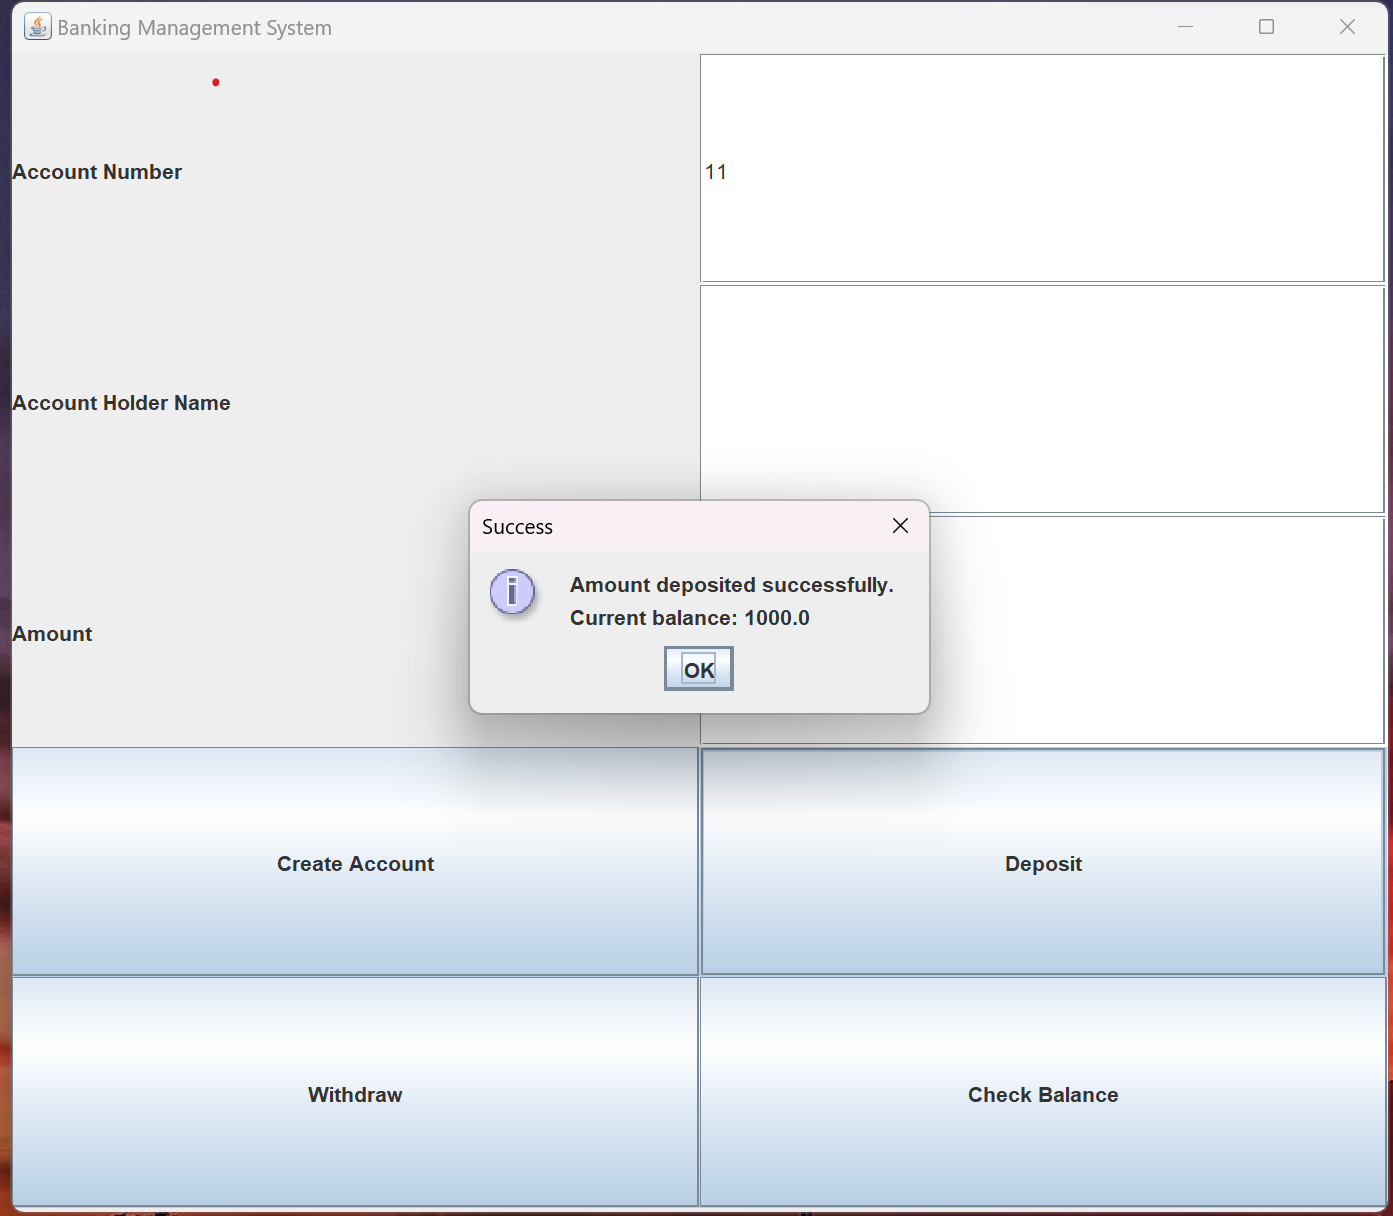 Banking Management System
Account Number
11
Account Holder Name
Success
Amount deposited successfully.
Current balance: 1000.0
OK
Amount
Create Account
Deposit
Withdraw
Check Balance